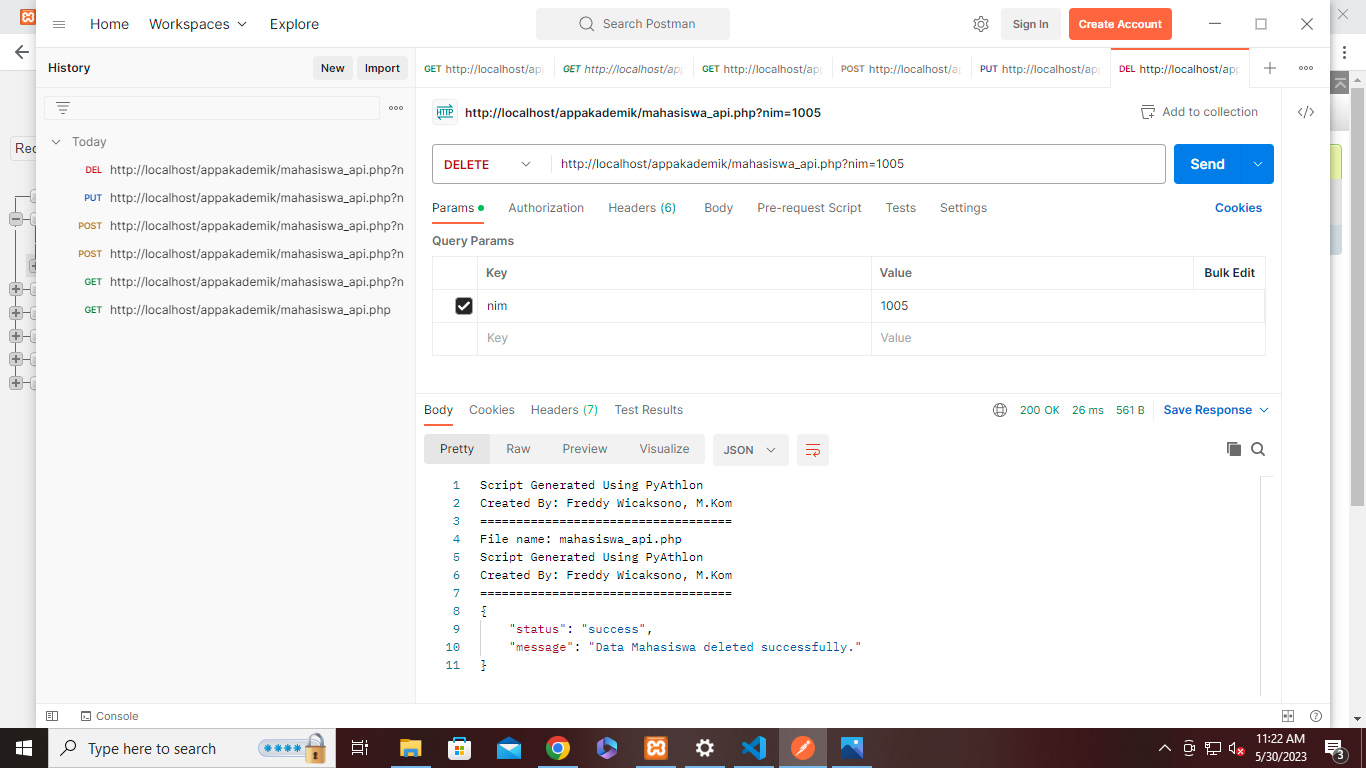 Home
Workspaces
Explore
Search Postman
Sign In
Create Account
History
New
Import
GET http://localhost/ap
GET http://localhost/ap
GET http://localhost/ap
POST http://localhost/ap
PUT http://localhost/ap
DEL http://localhost/ap
Today
DEL http://localhost/appakademik/mahasiswa_api.php?n
PUT http://localhost/appakademik/mahasiswa_api.php?n
POST http://localhost/appakademik/mahasiswa_api.php?n
POST http://localhost/appakademik/mahasiswa_api.php?n
GET http://localhost/appakademik/mahasiswa_api.php?n
GET http://localhost/appakademik/mahasiswa_api.php
Rec
HTTP
http://localhost/appakademik/mahasiswa_api.php?nim=1005
Add to collection
DELETE
http://localhost/appakademik/mahasiswa_api.php?nim=1005
Send
Params
Authorization
Headers (6)
Body
Pre-request Script
Tests
Settings
Cookies
Query Params
Key
Value
Bulk Edit
nim
1005
Key
Value
Body
Cookies
Headers (7)
Test Results
200 OK
26 ms
561 B
Save Response
Pretty
Raw
Preview
Visualize
JSON
1 Script Generated Using PyAthlon
2 Created By: Freddy Wicaksono, M.Kom
3 ===================================
4 File name: mahasiswa_api.php
5 Script Generated Using PyAthlon
6 Created By: Freddy Wicaksono, M.Kom
7 ===================================
8 {
9 "status": "success",
10 "message": "Data Mahasiswa deleted successfully."
11 }
Console
Type here to search
11:22 AM
5/30/2023
3